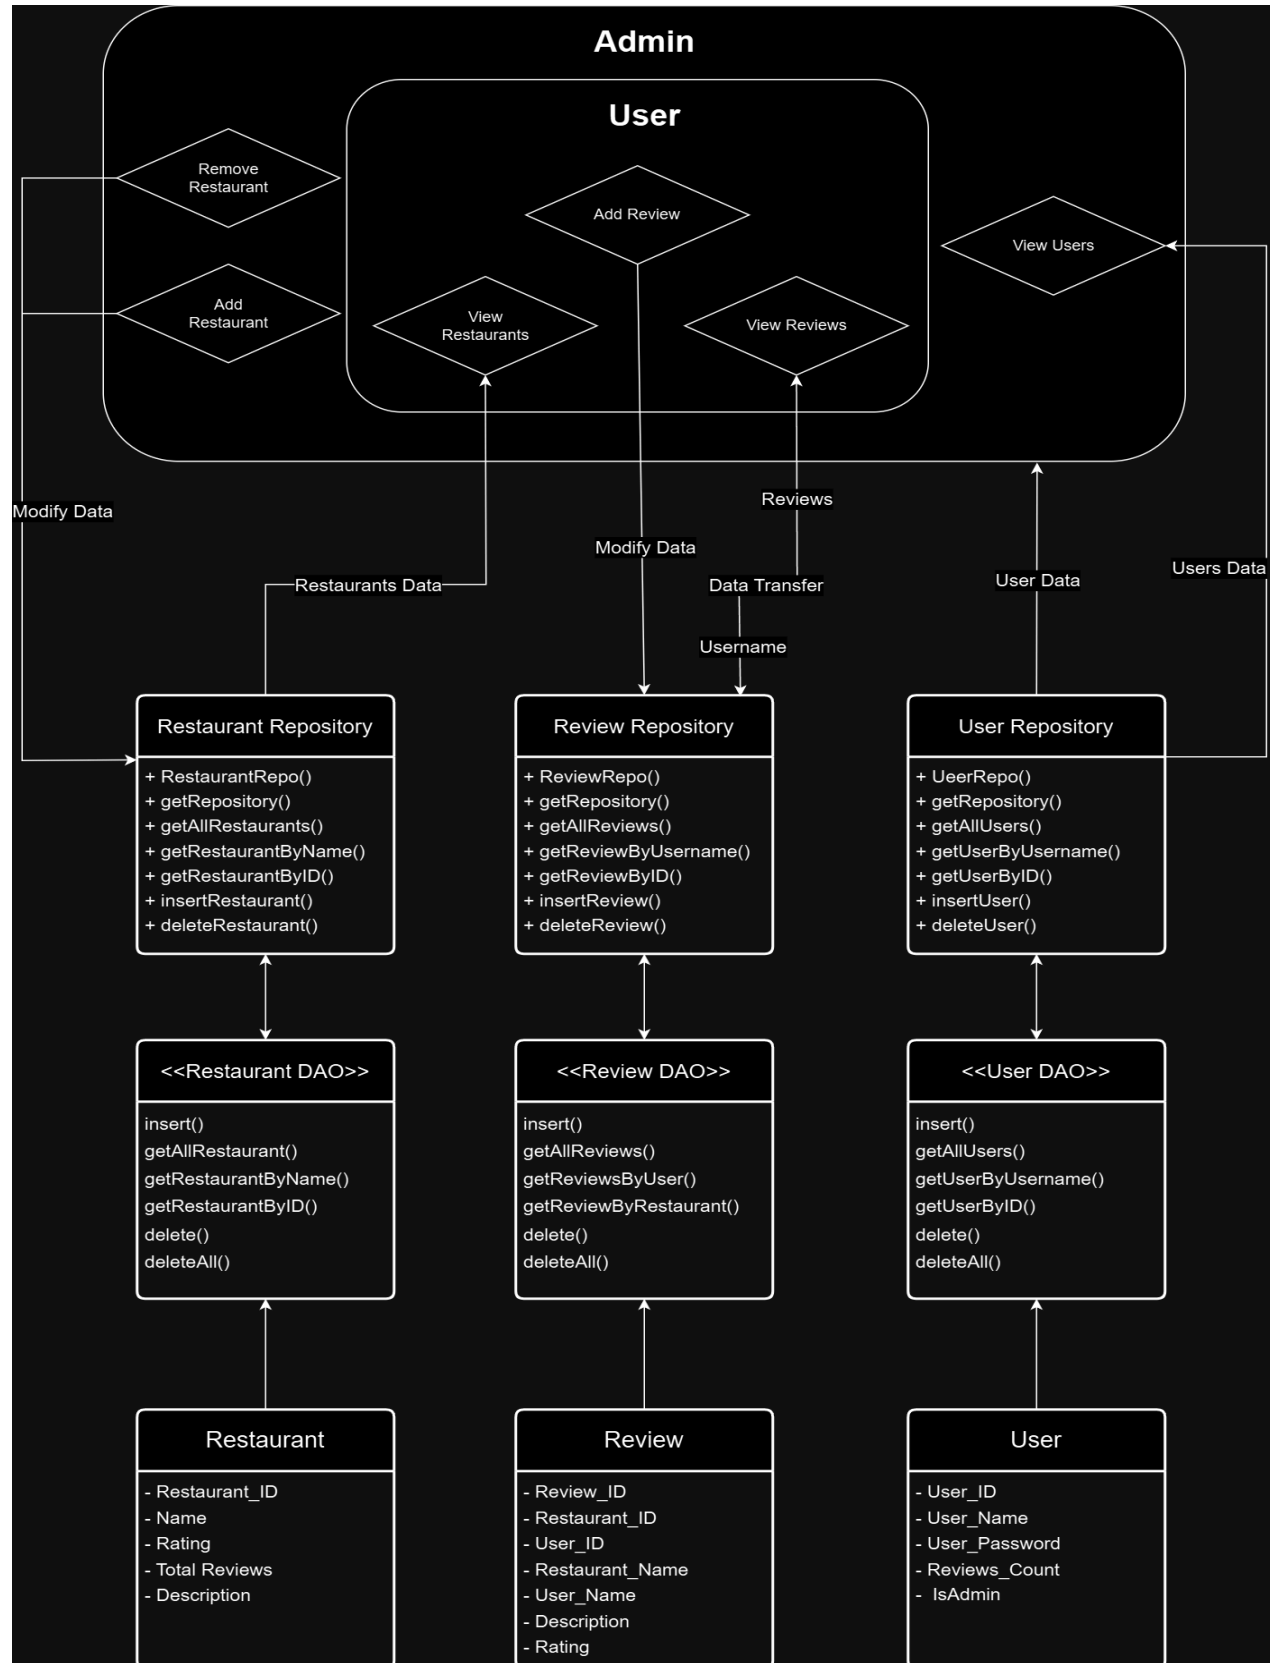 Admin
User
Remove
Restaurant
Add Review
View Users
Add
Restaurant
View
Restaurants
View Reviews
Reviews
Modify Data
Modify Data
Users Data
User Data
Restaurants Data
Data Transfer
Username
Restaurant Repository
+ RestaurantRepo()
+ getRepository()
+ getAllRestaurants()
+ getRestaurantByName()
+ getRestaurantByID()
+ insertRestaurant()
+ deleteRestaurant()
Review Repository
+ ReviewRepo()
+ getRepository()
+ getAllReviews()
+ getReviewByUsername()
+ getReviewByID()
+ insertReview()
+ deleteReview()
User Repository
+ UeerRepo()
+ getRepository()
+ getAllUsers()
+ getUserByUsername()
+ getUserByID()
+ insertUser()
+ deleteUser()
<<Restaurant DAO>>
insert()
getAllRestaurant()
getRestaurantByName()
getRestaurantByID()
delete()
deleteAll()
<<Review DAO>>
insert()
getAllReviews()
getReviewsByUser()
getReviewByRestaurant()
delete()
deleteAll()
<<User DAO>>
insert()
getAllUsers()
getUserByUsername()
getUserByID()
delete()
deleteAll()
Restaurant
- Restaurant_ID
- Name
- Rating
- Total Reviews
- Description
Review
- Review_ID
- Restaurant_ID
- User_ID
- Restaurant_Name
- User_Name
- Description
- Rating
User
- User_ID
- User_Name
- User_Password
- Reviews_Count
- IsAdmin